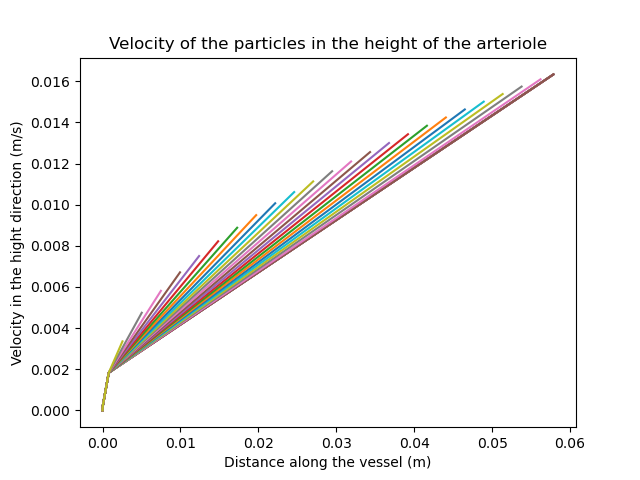 Velocity of the particles in the height of the arteriole
Velocity in the hight direction (m/s)
0.016
0.014
0.012
0.010
0.008
0.006
0.004
0.002
0.000
0.00 0.01 0.02 0.03 0.04 0.05 0.06
Distance along the vessel (m)